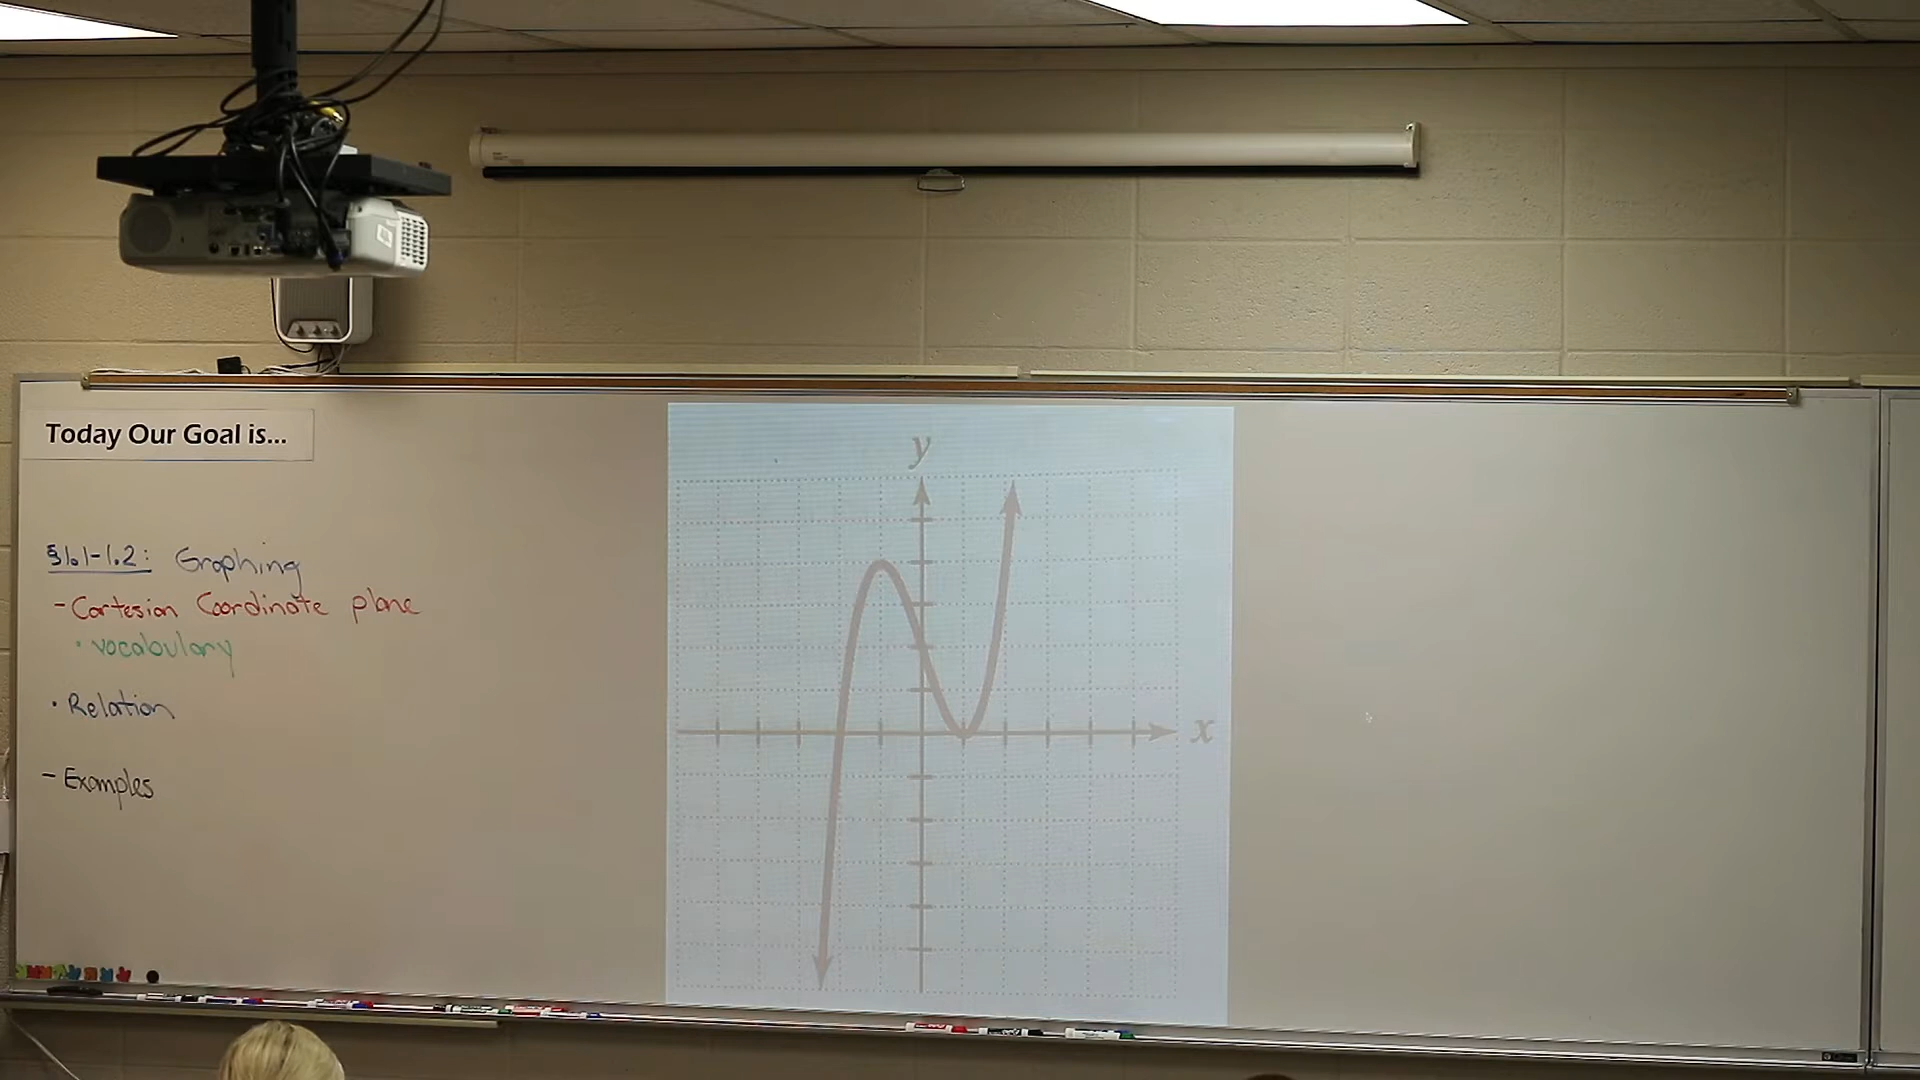 Today Our Goal is...
§1.1-1.2: Graphing
- Cartesian Coordinate plane
• vocabulary
• Relation
- Examples
y
x